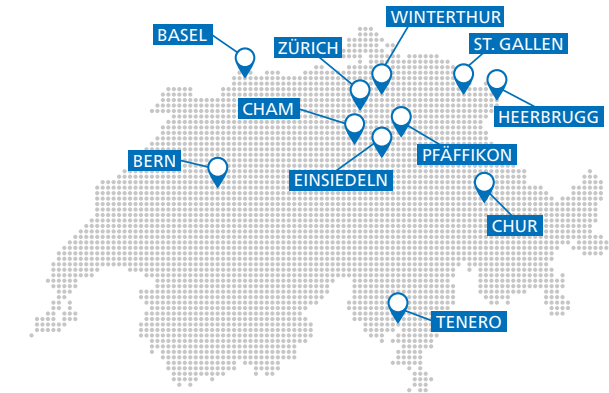 WINTERTHUR
BASEL
ZÜRICH
ST. GALLEN
CHAM
HEERBRUGG
BERN
PFÄFFIKON
EINSIEDELN
CHUR
TENERO